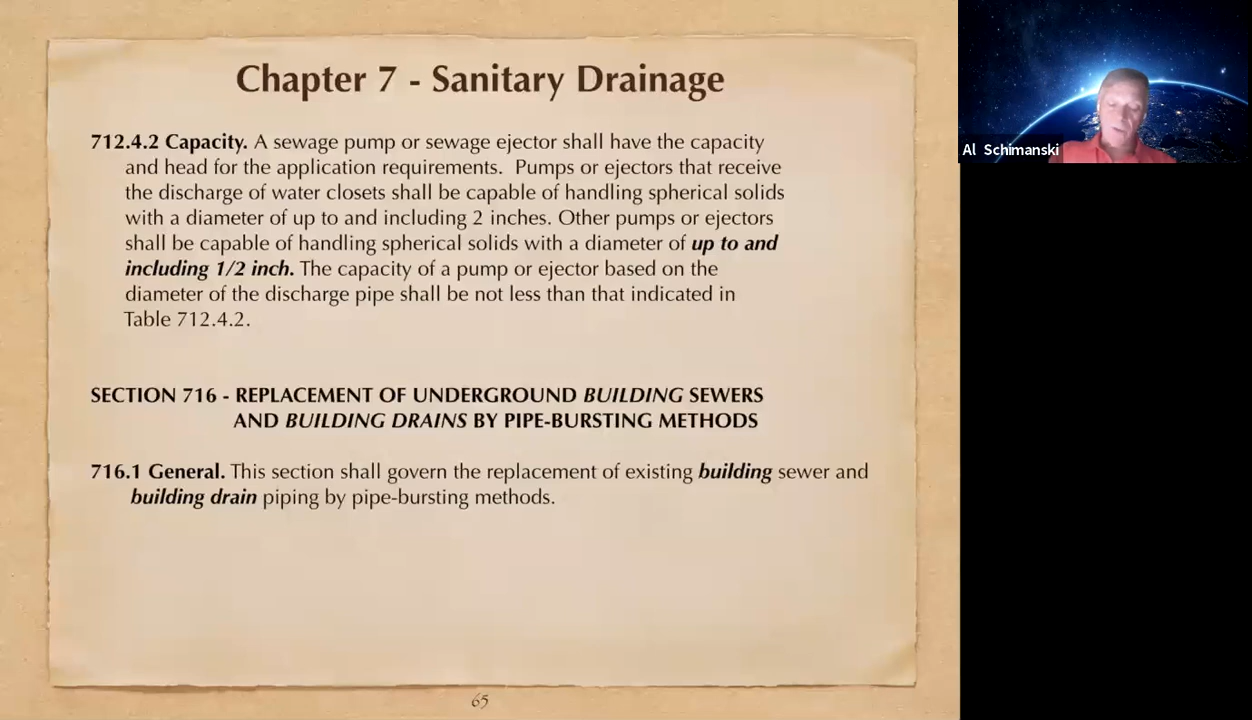 Chapter 7 - Sanitary Drainage
712.4.2 Capacity. A sewage pump or sewage ejector shall have the capacity
and head for the application requirements. Pumps or ejectors that receive
the discharge of water closets shall be capable of handling spherical solids
with a diameter of up to and including 2 inches. Other pumps or ejectors
shall be capable of handling spherical solids with a diameter of up to and
including 1/2 inch. The capacity of a pump or ejector based on the
diameter of the discharge pipe shall be not less than that indicated in
Table 712.4.2.
SECTION 716 - REPLACEMENT OF UNDERGROUND BUILDING SEWERS
AND BUILDING DRAINS BY PIPE-BURSTING METHODS
716.1 General. This section shall govern the replacement of existing building sewer and
building drain piping by pipe-bursting methods.
65
Al Schimanski